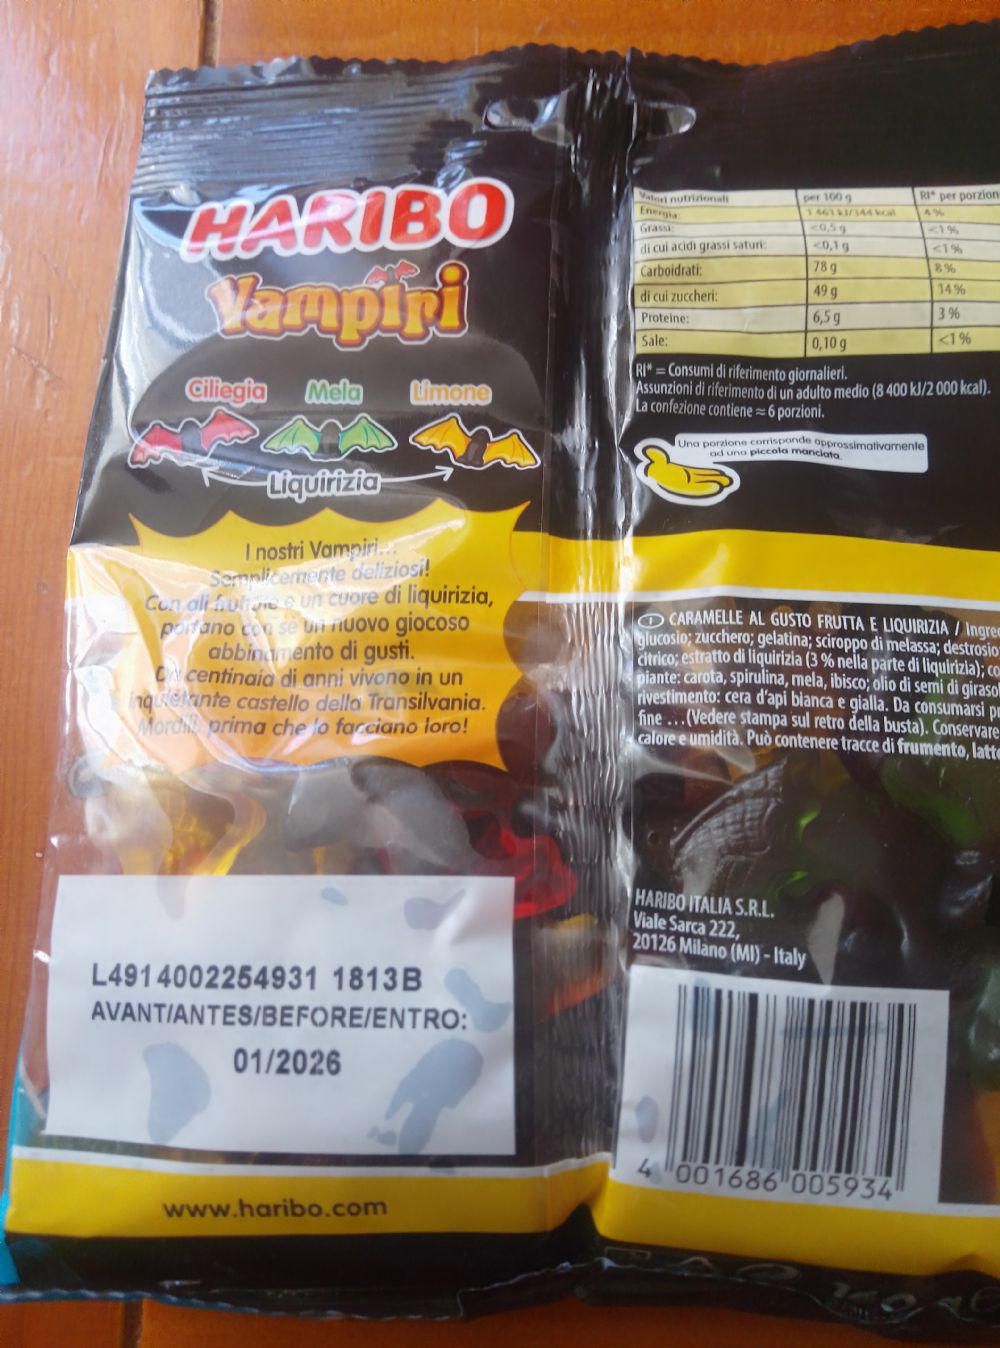 HARIBO
Vampiri
Ciliegia Mela Limone
Liquirizia
I nostri Vampiri...
Semplicemente deliziosi!
Con ali fruttate e un cuore di liquirizia,
portano con sé un nuovo giocoso
abbinamento di gusti.
Da centinaia di anni vivono in un
inquietante castello della Transilvania.
Mordili, prima che lo facciano loro!
L4914002254931 1813B
AVANT/ANTES/BEFORE/ENTRO:
01/2026
www.haribo.com
Valori nutrizionali per 100 g RI* per porzion
Energia: 1 461 kJ/344 kcal 4 %
Grassi: <0,5 g <1 %
di cui acidi grassi saturi: <0,1 g <1 %
Carboidrati: 78 g 8 %
di cui zuccheri: 49 g 14 %
Proteine: 6,5 g 3 %
Sale: 0,10 g <1 %
RI* = Consumi di riferimento giornalieri.
Assunzioni di riferimento di un adulto medio (8 400 kJ/2 000 kcal).
La confezione contiene ≈ 6 porzioni.
Una porzione corrisponde approssimativamente
ad una piccola manciata.
I CARAMELLE AL GUSTO FRUTTA E LIQUIRIZIA / Ingred
glucosio; zucchero; gelatina; sciroppo di melassa; destrosio
citrico; estratto di liquirizia (3 % nella parte di liquirizia); co
piante: carota, spirulina, mela, ibisco; olio di semi di giraso
rivestimento: cera d'api bianca e gialla. Da consumarsi pr
fine ...(Vedere stampa sul retro della busta). Conservare
calore e umidità. Può contenere tracce di frumento, latte
HARIBO ITALIA S.R.L.
Viale Sarca 222,
20126 Milano (MI) - Italy
4 001686 005934